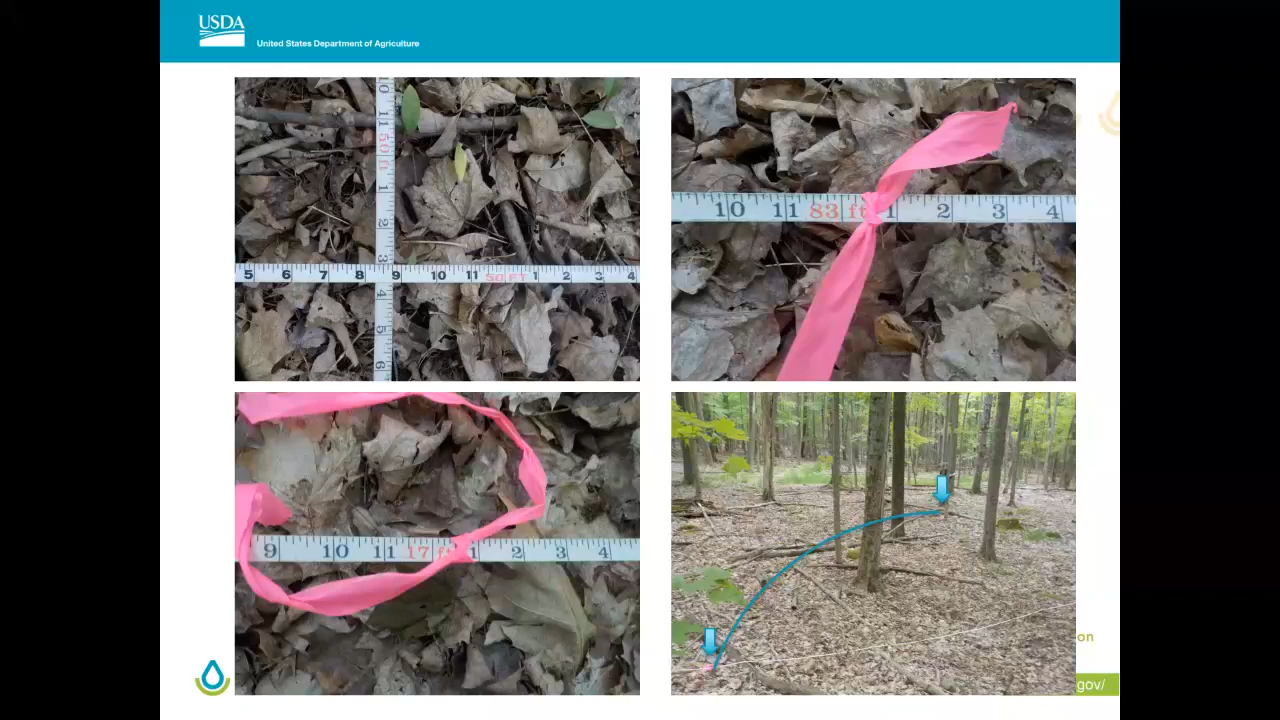 USDA
United States Department of Agriculture
0 11 50 ft 1 2 3 4 5 6
5 6 7 8 9 10 11 50 FT 1 2 3 4
10 11 83 ft 1 2 3 4
9 10 11 17 ft 1 2 3 4
on
gov/